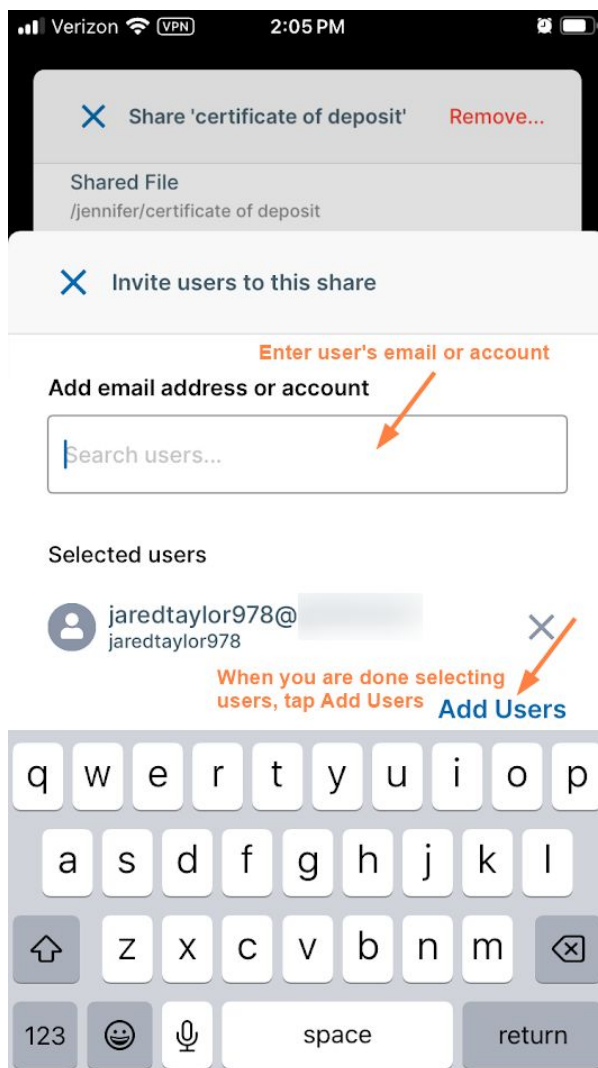 Verizon VPN 2:05 PM
Share 'certificate of deposit' Remove...
Shared File
/jennifer/certificate of deposit
Invite users to this share
Enter user's email or account
Add email address or account
Search users...
Selected users
jaredtaylor978@
jaredtaylor978
When you are done selecting
users, tap Add Users
Add Users
q w e r t y u i o p
a s d f g h j k l
z x c v b n m
123 space return